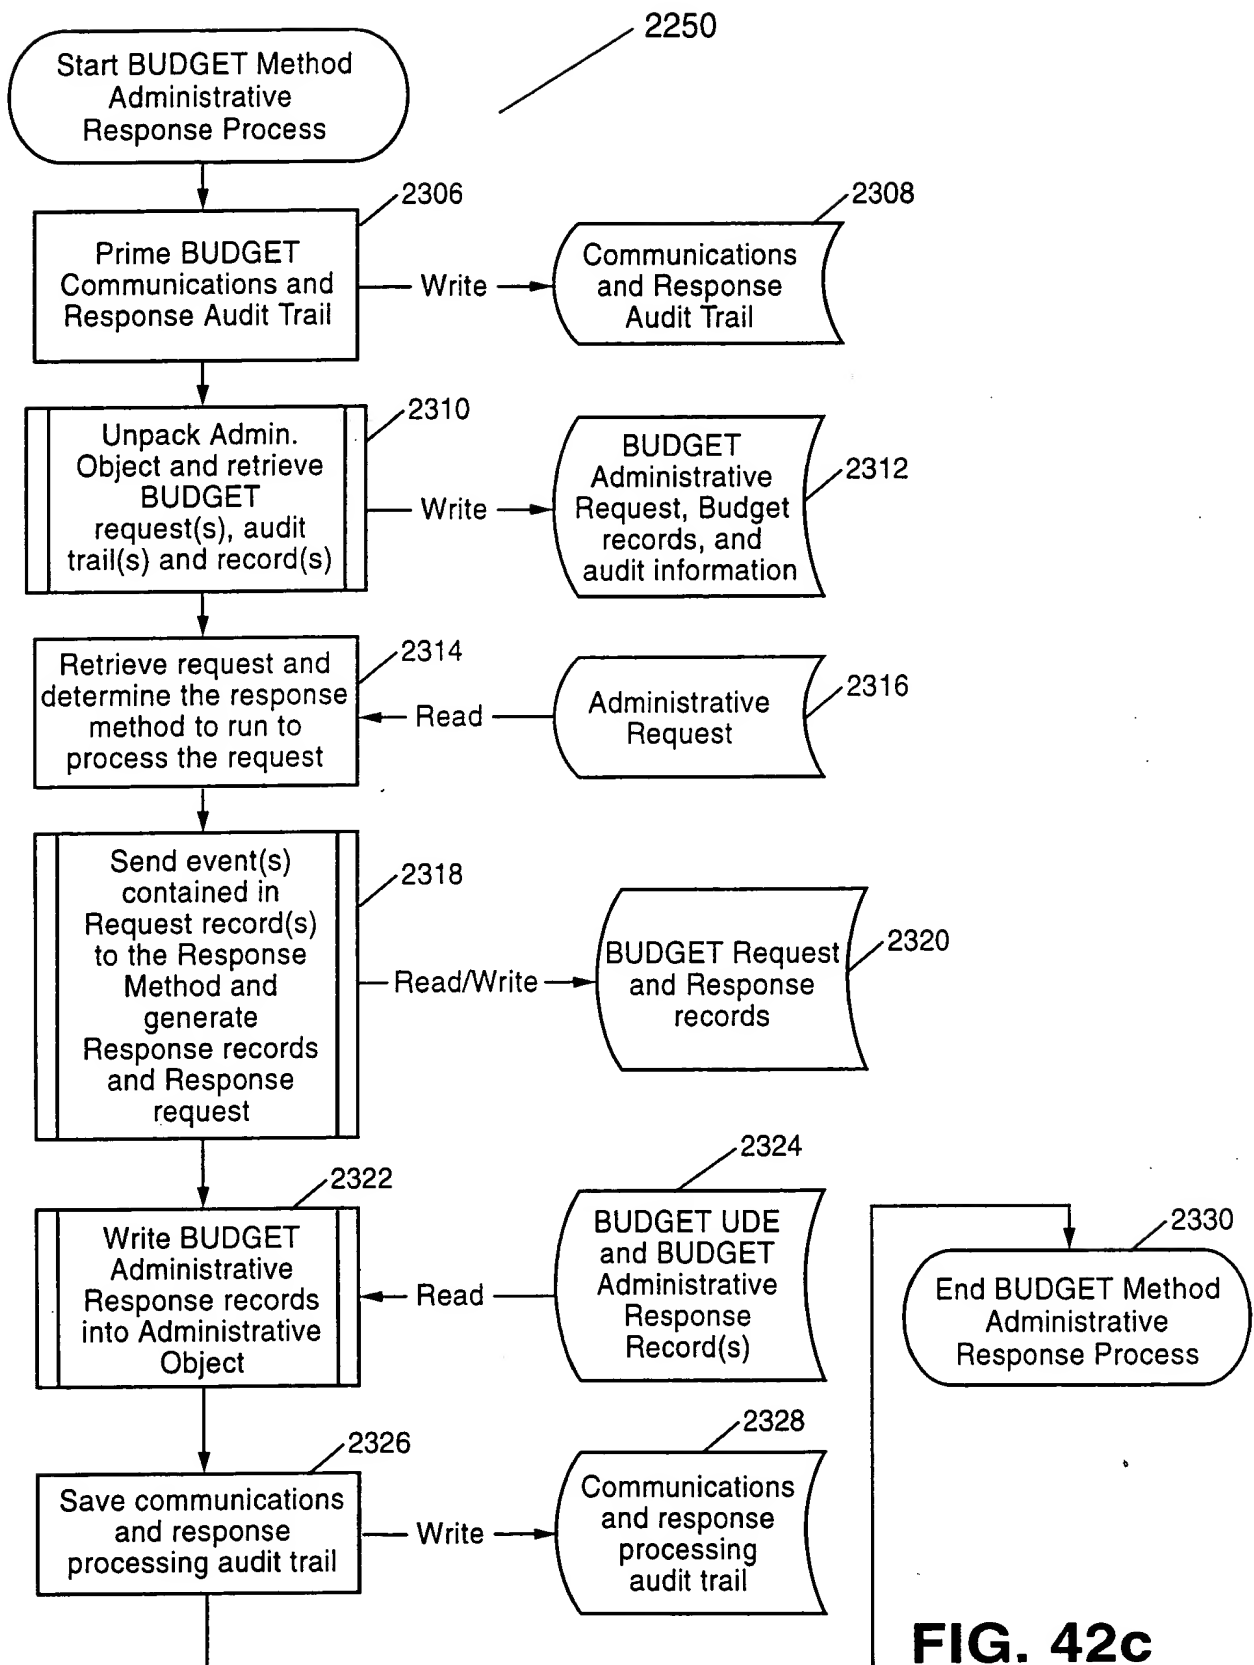 2250
Start BUDGET Method
Administrative
Response Process
2306
Prime BUDGET
Communications and
Response Audit Trail
Write
2308
Communications
and Response
Audit Trail
2310
Unpack Admin.
Object and retrieve
BUDGET
request(s), audit
trail(s) and record(s)
Write
BUDGET
Administrative
Request, Budget
records, and
audit information
2312
Retrieve request and
determine the response
method to run to
process the request
2314
Read
Administrative
Request
2316
Send event(s)
contained in
Request record(s)
to the Response
Method and
generate
Response records
and Response
request
2318
Read/Write
BUDGET Request
and Response
records
2320
2322
Write BUDGET
Administrative
Response records
into Administrative
Object
Read
2324
BUDGET UDE
and BUDGET
Administrative
Response
Record(s)
2330
End BUDGET Method
Administrative
Response Process
2326
Save communications
and response
processing audit trail
Write
2328
Communications
and response
processing
audit trail
FIG. 42c